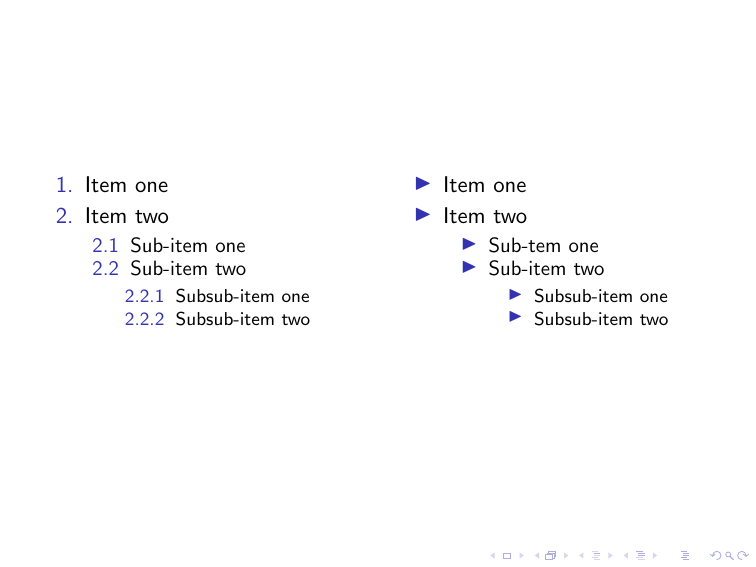 1. Item one
2. Item two
2.1 Sub-item one
2.2 Sub-item two
2.2.1 Subsub-item one
2.2.2 Subsub-item two
Item one
Item two
Sub-tem one
Sub-item two
Subsub-item one
Subsub-item two